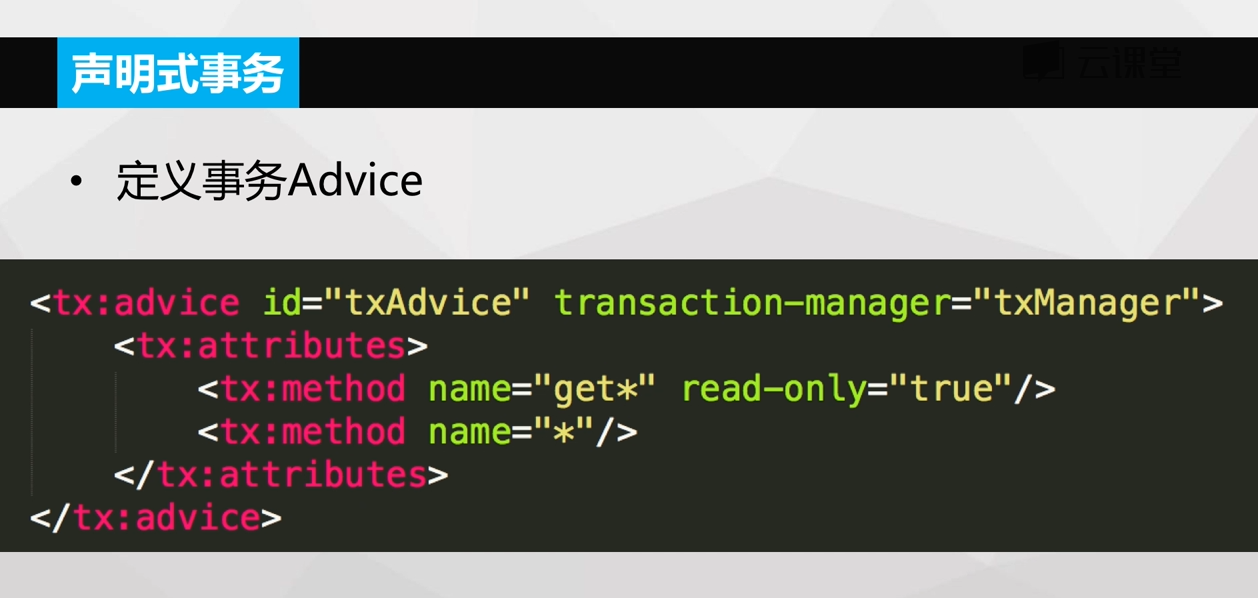 声明式事务
云课堂
• 定义事务Advice
<tx:advice id="txAdvice" transaction-manager="txManager">
<tx:attributes>
<tx:method name="get*" read-only="true"/>
<tx:method name="*"/>
</tx:attributes>
</tx:advice>